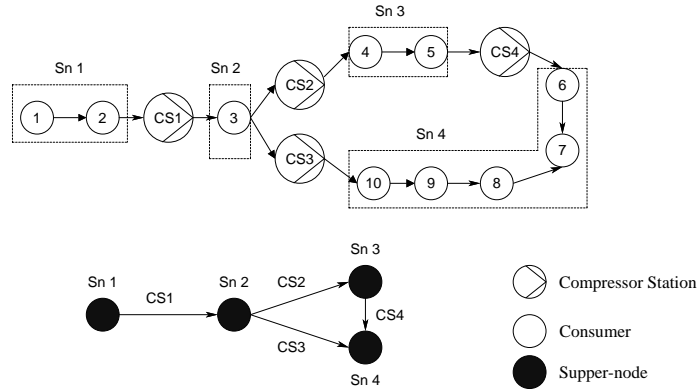 Sn 3
Sn 1
Sn 2
4
5
CS4
CS2
6
1
2
CS1
3
Sn 4
7
CS3
10
9
8
Sn 3
Sn 1
Sn 2
CS2
CS1
CS4
CS3
Sn 4
Compressor Station
Consumer
Supper-node